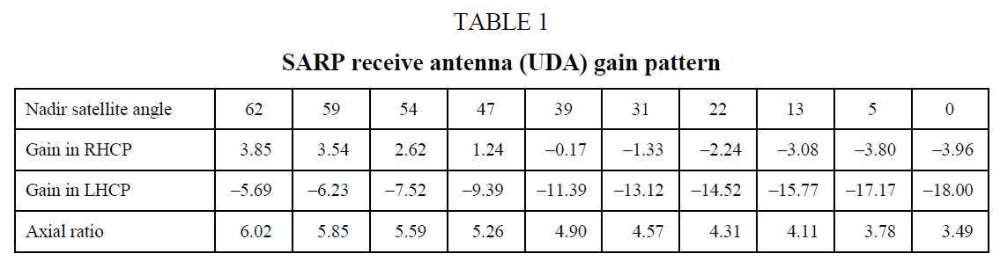 TABLE 1
SARP receive antenna (UDA) gain pattern
Nadir satellite angle 62 59 54 47 39 31 22 13 5 0
Gain in RHCP 3.85 3.54 2.62 1.24 –0.17 –1.33 –2.24 –3.08 –3.80 –3.96
Gain in LHCP –5.69 –6.23 –7.52 –9.39 –11.39 –13.12 –14.52 –15.77 –17.17 –18.00
Axial ratio 6.02 5.85 5.59 5.26 4.90 4.57 4.31 4.11 3.78 3.49